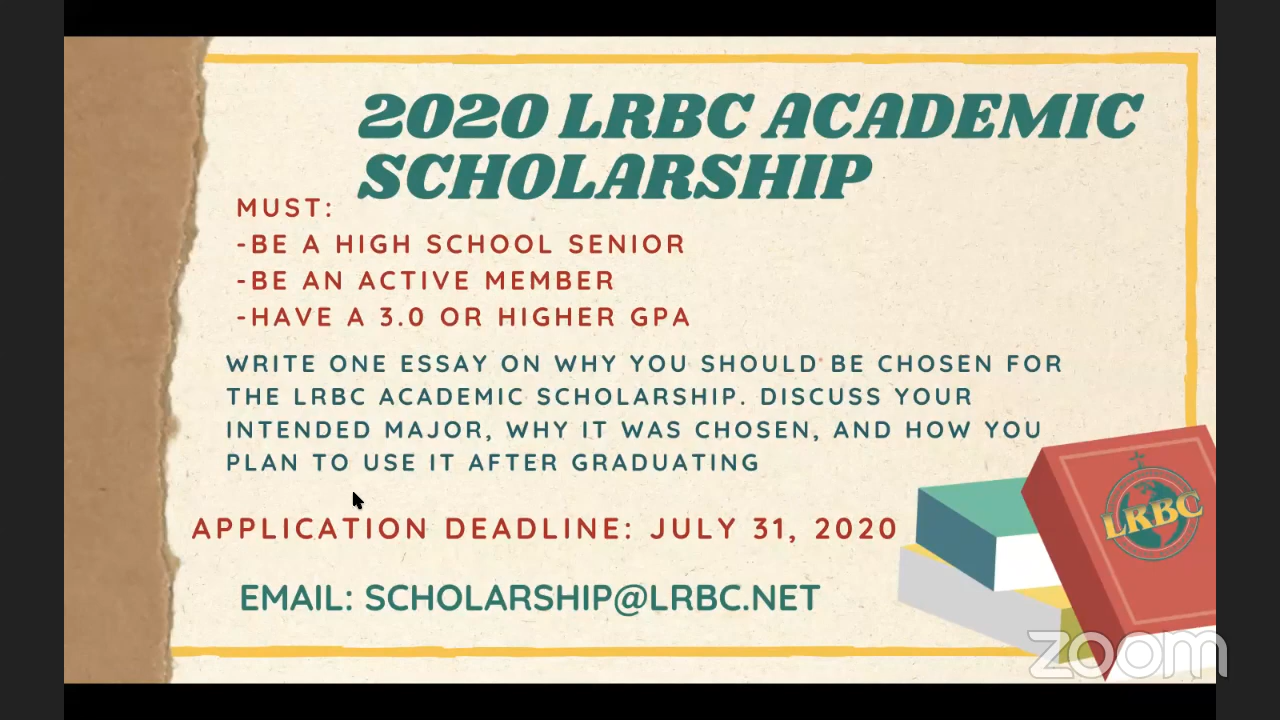 2020 LRBC ACADEMIC
SCHOLARSHIP
MUST:
-BE A HIGH SCHOOL SENIOR
-BE AN ACTIVE MEMBER
-HAVE A 3.0 OR HIGHER GPA
WRITE ONE ESSAY ON WHY YOU SHOULD BE CHOSEN FOR
THE LRBC ACADEMIC SCHOLARSHIP. DISCUSS YOUR
INTENDED MAJOR, WHY IT WAS CHOSEN, AND HOW YOU
PLAN TO USE IT AFTER GRADUATING
LRBC
APPLICATION DEADLINE: JULY 31, 2020
EMAIL: SCHOLARSHIP@LRBC.NET
zoom